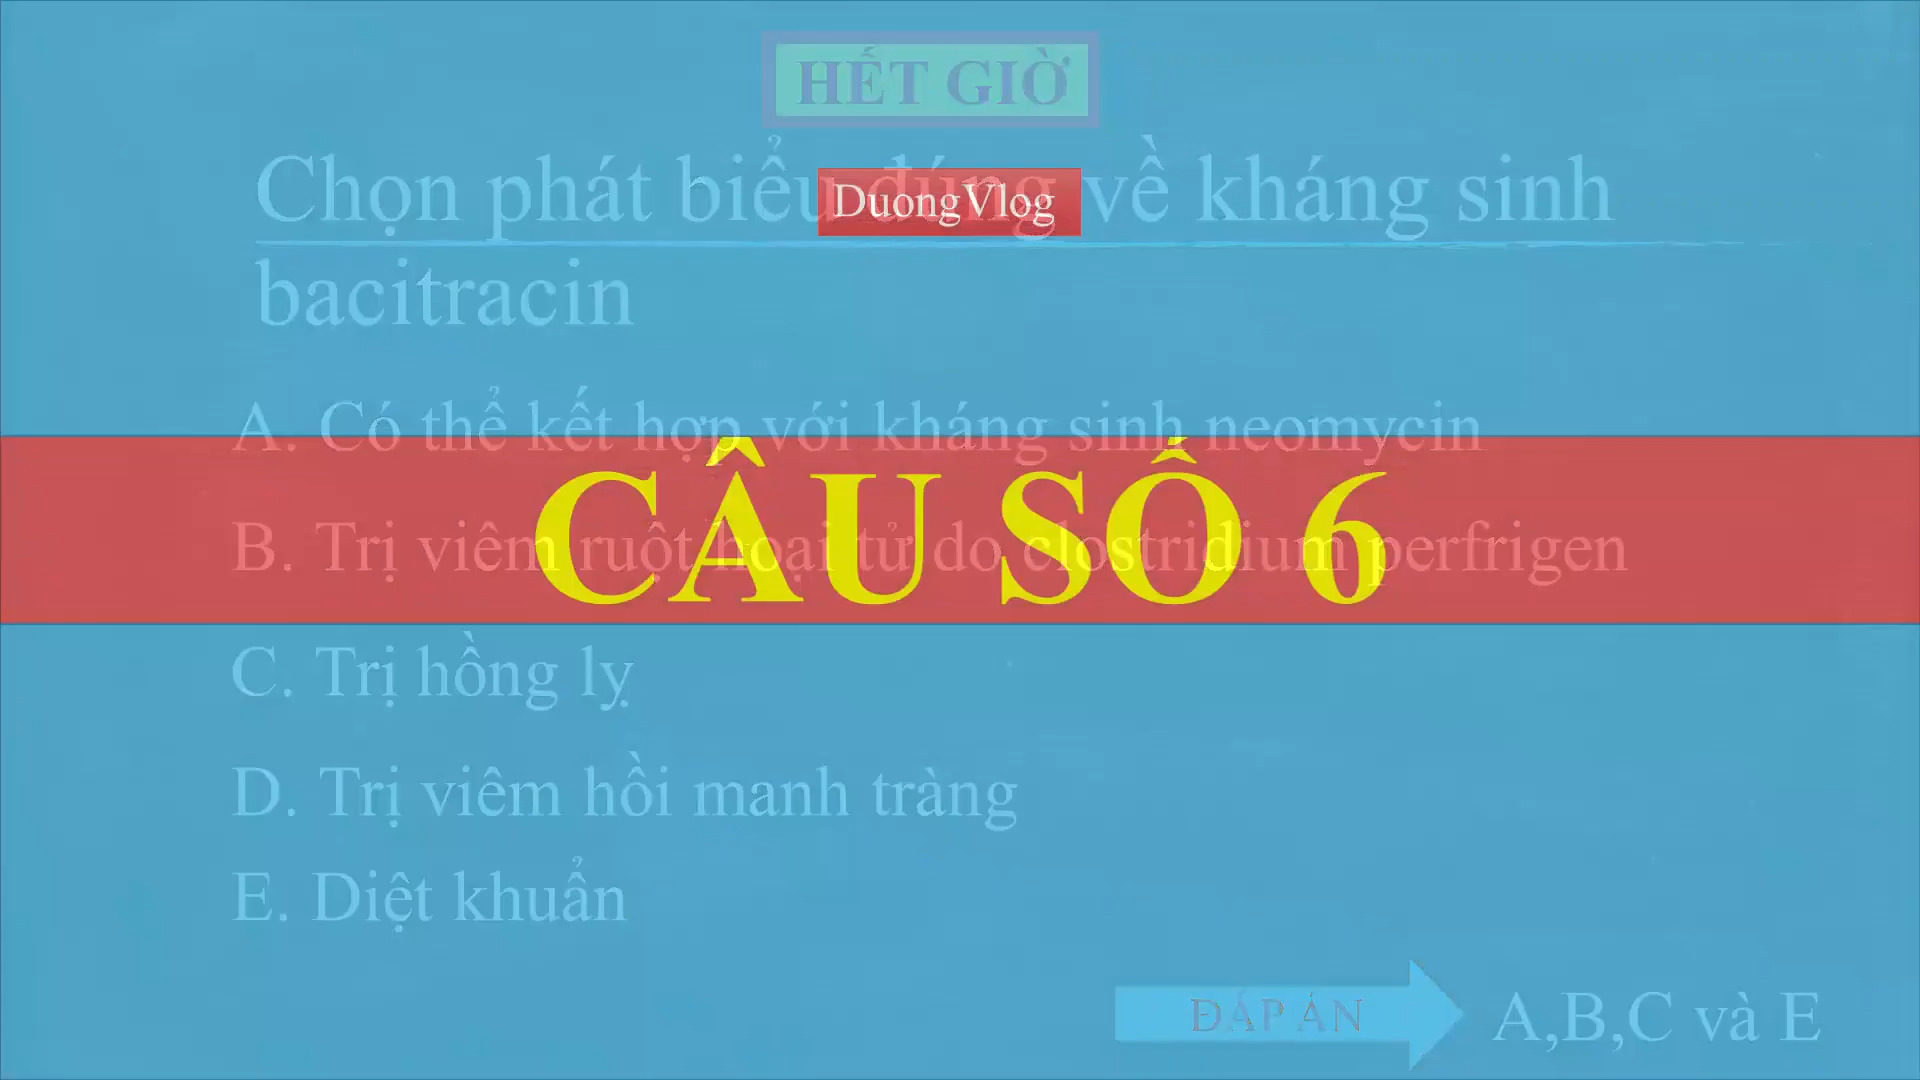 HẾT GIỜ
Chọn phát biểu đúng về kháng sinh
DuongVlog
bacitracin
A. Có thể kết hợp với kháng sinh neomycin
CÂU SỐ 6
B. Trị viêm ruột hoại tử do clostridium perfrigen
C. Trị hồng lỵ
D. Trị viêm hồi manh tràng
E. Diệt khuẩn
ĐÁP ÁN A,B,C và E